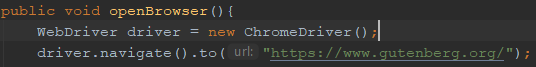 public void openBrowser(){
WebDriver driver = new ChromeDriver();
driver.navigate().to( url: "https://www.gutenberg.org/");